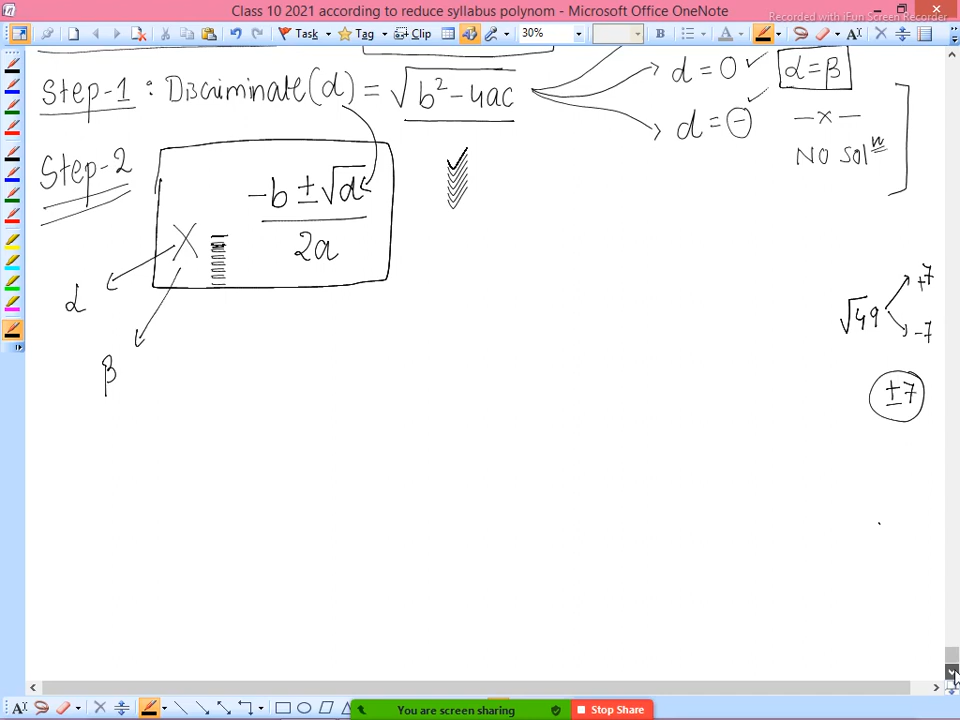 Class 10 2021 according to reduce syllabus polynom - Microsoft Office OneNote
Recorded with iFun Screen Recorder
Task Tag Clip 30% B A
Step-1 : Discriminate(d) = √b²-4ac
d = 0 ✓ α=β
d = ⊖ ✓ -x-
No solⁿ
Step-2
X = -b ± √d / 2a
α
β
√49 +7
-7
±7
You are screen sharing Stop Share